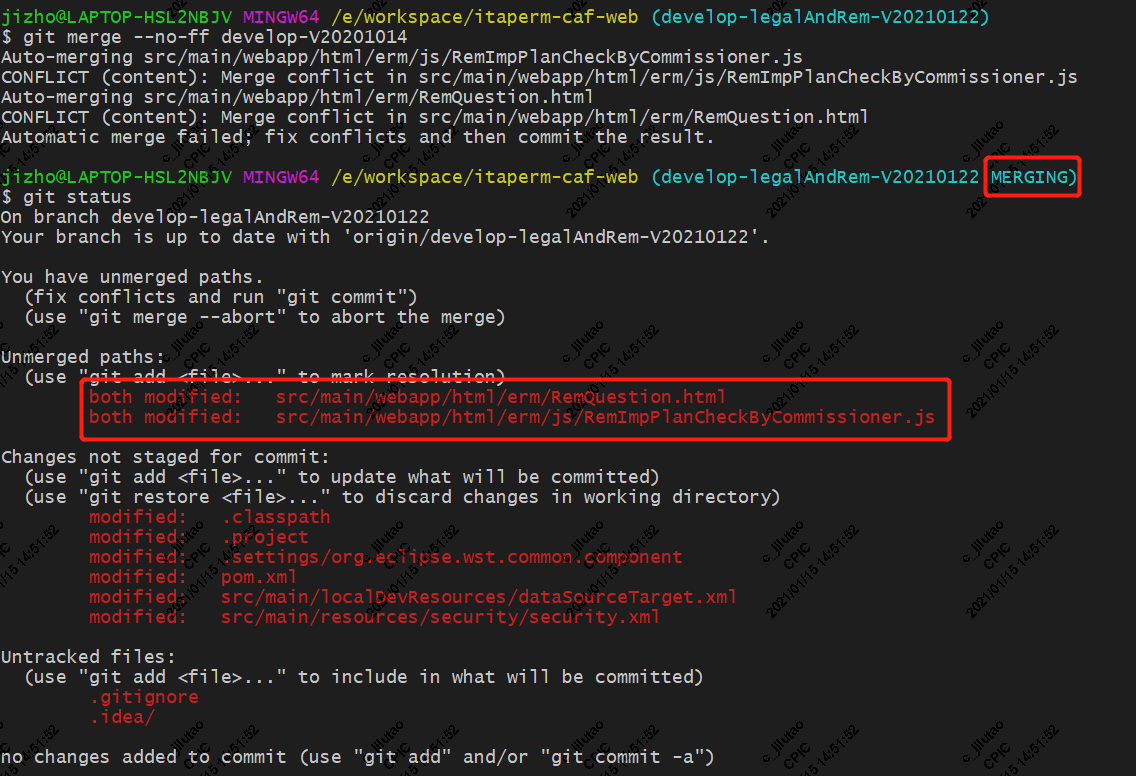 jizho@LAPTOP-HSL2NBJV MINGW64 /e/workspace/itaperm-caf-web (develop-legalAndRem-V20210122)
$ git merge --no-ff develop-V20201014
Auto-merging src/main/webapp/html/erm/js/RemImpPlanCheckByCommissioner.js
CONFLICT (content): Merge conflict in src/main/webapp/html/erm/js/RemImpPlanCheckByCommissioner.js
Auto-merging src/main/webapp/html/erm/RemQuestion.html
CONFLICT (content): Merge conflict in src/main/webapp/html/erm/RemQuestion.html
Automatic merge failed; fix conflicts and then commit the result.
jizho@LAPTOP-HSL2NBJV MINGW64 /e/workspace/itaperm-caf-web (develop-legalAndRem-V20210122 MERGING)
$ git status
On branch develop-legalAndRem-V20210122
Your branch is up to date with 'origin/develop-legalAndRem-V20210122'.
You have unmerged paths.
(fix conflicts and run "git commit")
(use "git merge --abort" to abort the merge)
Unmerged paths:
(use "git add <file>..." to mark resolution)
both modified: src/main/webapp/html/erm/RemQuestion.html
both modified: src/main/webapp/html/erm/js/RemImpPlanCheckByCommissioner.js
Changes not staged for commit:
(use "git add <file>..." to update what will be committed)
(use "git restore <file>..." to discard changes in working directory)
modified: .classpath
modified: .project
modified: .settings/org.eclipse.wst.common.component
modified: pom.xml
modified: src/main/localDevResources/dataSourceTarget.xml
modified: src/main/resources/security/security.xml
Untracked files:
(use "git add <file>..." to include in what will be committed)
.gitignore
.idea/
no changes added to commit (use "git add" and/or "git commit -a")
c_jilutao
CPIC
2021/01/15 14:51:52